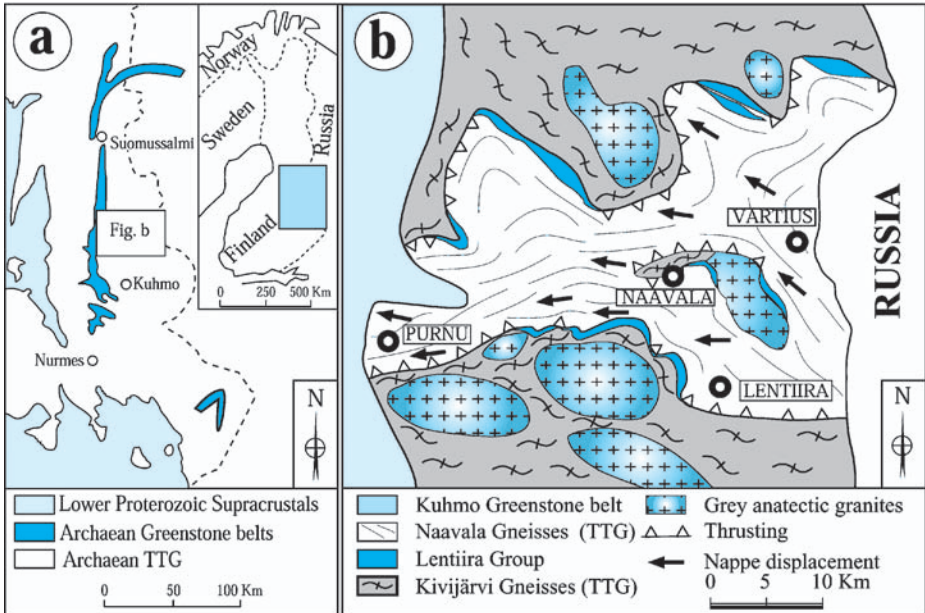 a
Norway
Sweden
Finland
Russia
0 250 500 Km
Suomussalmi
Fig. b
Kuhmo
Nurmes
N
Lower Proterozoic Supracrustals
Archaean Greenstone belts
Archaean TTG
0 50 100 Km
b
RUSSIA
VARTIUS
NAAVALA
PURNU
LENTIIRA
N
Kuhmo Greenstone belt
Naavala Gneisses (TTG)
Lentiira Group
Kivijärvi Gneisses (TTG)
Grey anatectic granites
Thrusting
Nappe displacement
0 5 10 Km